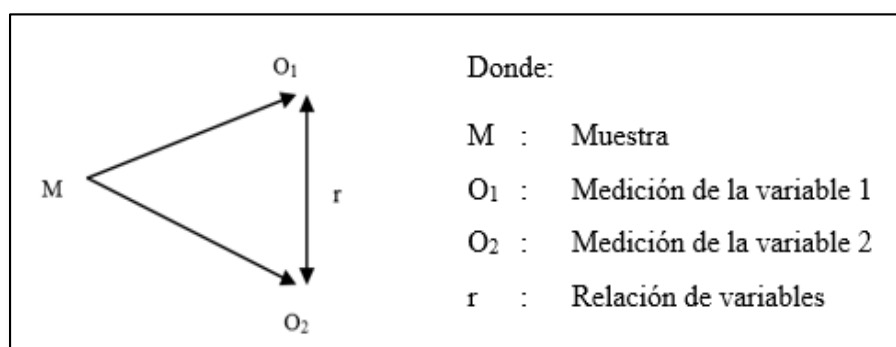 O₁
M
r
O₂
Donde:
M : Muestra
O₁ : Medición de la variable 1
O₂ : Medición de la variable 2
r : Relación de variables